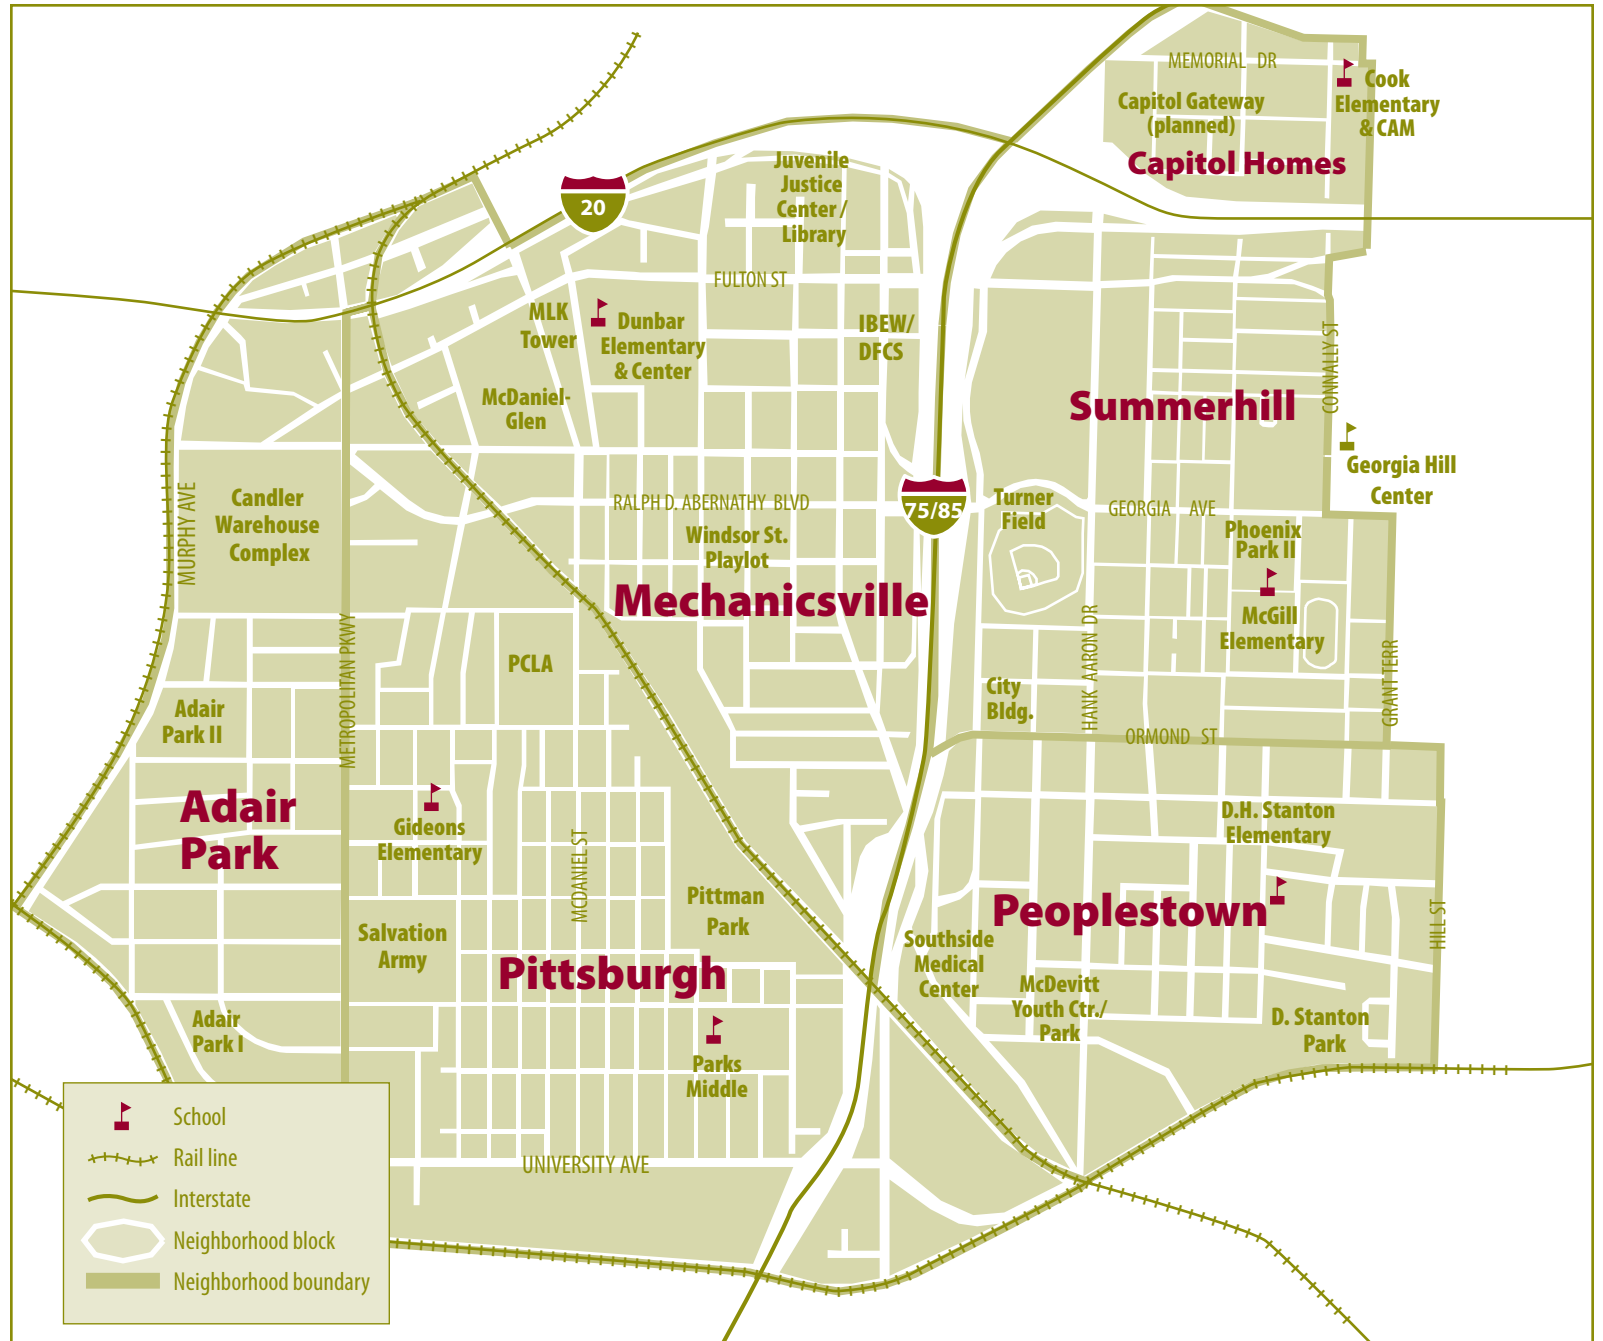 MEMORIAL DR
Cook
Elementary
& CAM
Capitol Gateway
(planned)
Capitol Homes
Juvenile
Justice
Center /
Library
20
FULTON ST
MLK
Tower
Dunbar
Elementary
& Center
IBEW/
DFCS
McDaniel-
Glen
Summerhill
CONNALLY ST
Georgia Hill
Center
MURPHY AVE
Candler
Warehouse
Complex
RALPH D. ABERNATHY BLVD
75/85
Turner
Field
GEORGIA AVE
Windsor St.
Playlot
Phoenix
Park II
Mechanicsville
McGill
Elementary
METROPOLITAN PKWY
PCLA
HANK AARON DR
GRANT TERR
City
Bldg.
Adair
Park II
ORMOND ST
Adair
Park
Gideons
Elementary
MCDANIEL ST
D.H. Stanton
Elementary
Pittman
Park
Peoplestown
HILL ST
Salvation
Army
Southside
Medical
Center
Pittsburgh
McDevitt
Youth Ctr./
Park
D. Stanton
Park
Adair
Park I
Parks
Middle
UNIVERSITY AVE
School
Rail line
Interstate
Neighborhood block
Neighborhood boundary